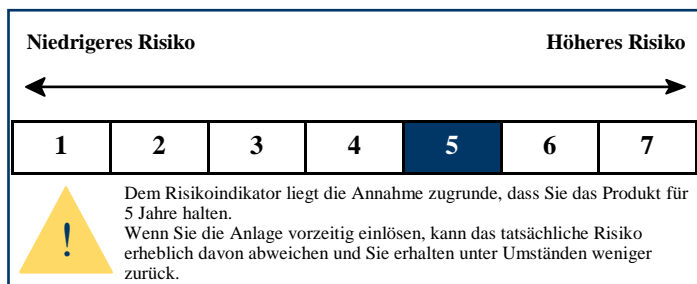 Niedrigeres Risiko Höheres Risiko
1 2 3 4 5 6 7
Dem Risikoindikator liegt die Annahme zugrunde, dass Sie das Produkt für
5 Jahre halten.
Wenn Sie die Anlage vorzeitig einlösen, kann das tatsächliche Risiko
erheblich davon abweichen und Sie erhalten unter Umständen weniger
zurück.
!